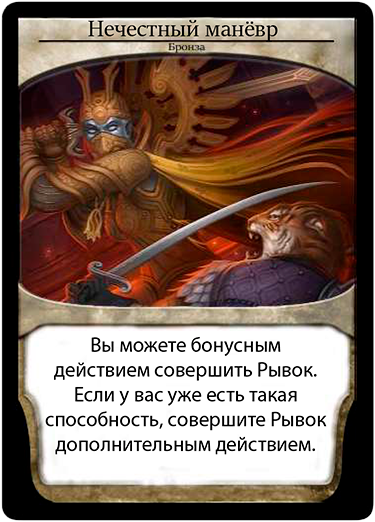 Нечестный манёвр
Бронза
Вы можете бонусным
действием совершить Рывок.
Если у вас уже есть такая
способность, совершите Рывок
дополнительным действием.